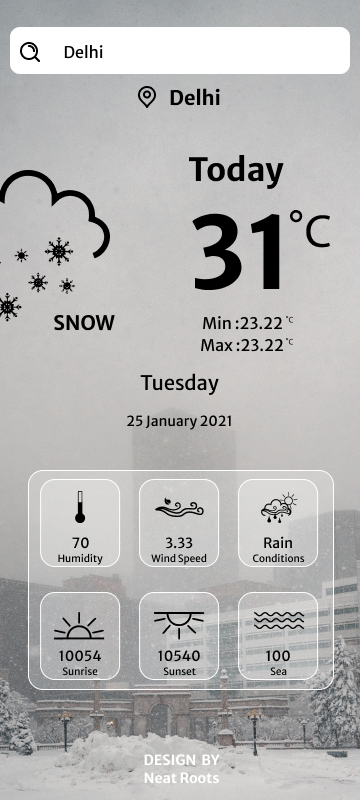 Delhi
Delhi
Today
31°C
SNOW
Min :23.22 °C
Max :23.22 °C
Tuesday
25 January 2021
70
Humidity
3.33
Wind Speed
Rain
Conditions
10054
Sunrise
10540
Sunset
100
Sea
DESIGN BY
Neat Roots